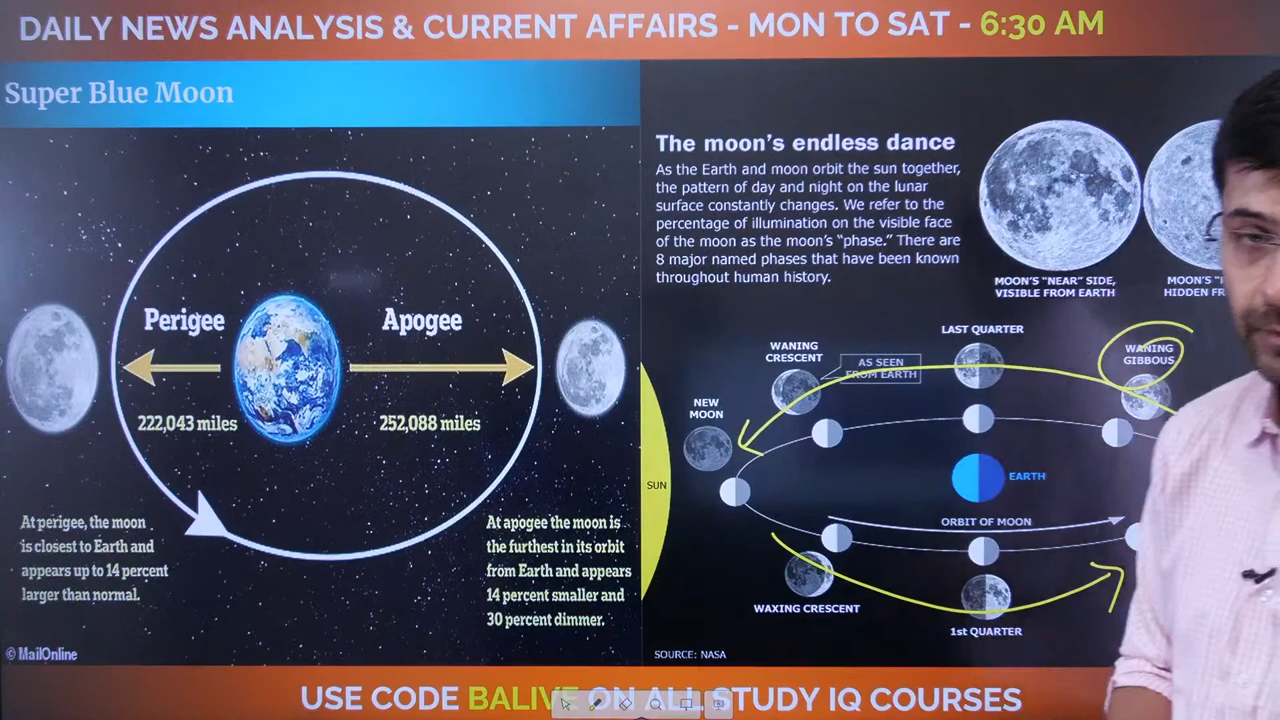 DAILY NEWS ANALYSIS & CURRENT AFFAIRS - MON TO SAT - 6:30 AM
Super Blue Moon
Perigee
Apogee
222,043 miles
252,088 miles
At perigee, the moon
is closest to Earth and
appears up to 14 percent
larger than normal.
At apogee the moon is
the furthest in its orbit
from Earth and appears
14 percent smaller and
30 percent dimmer.
© MailOnline
The moon's endless dance
As the Earth and moon orbit the sun together,
the pattern of day and night on the lunar
surface constantly changes. We refer to the
percentage of illumination on the visible face
of the moon as the moon's “phase.” There are
8 major named phases that have been known
throughout human history.
MOON'S “NEAR” SIDE,
VISIBLE FROM EARTH
MOON'S
HIDDEN
LAST QUARTER
WANING
CRESCENT
AS SEEN
FROM EARTH
WANING
GIBBOUS
NEW
MOON
SUN
EARTH
ORBIT OF MOON
WAXING CRESCENT
1st QUARTER
SOURCE: NASA
USE CODE BALIVE ON ALL STUDY IQ COURSES